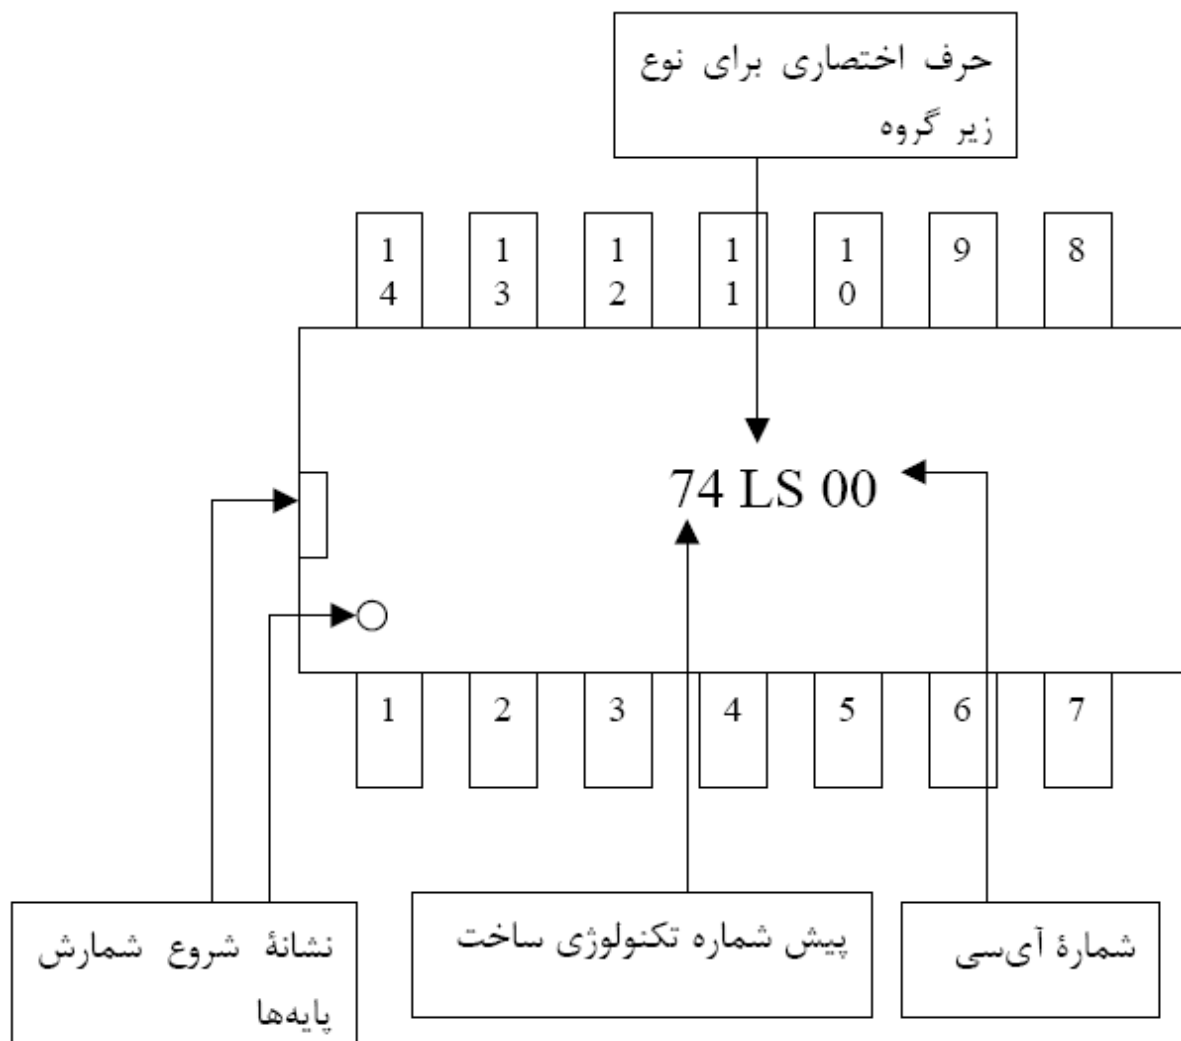 حرف اختصاری برای نوع
زیر گروه
1 1 1 1 1 9 8
4 3 2 1 0
74 LS 00
1 2 3 4 5 6 7
نشانهٔ شروع شمارش
پایه‌ها
پیش شماره تکنولوژی ساخت
شمارهٔ آی‌سی